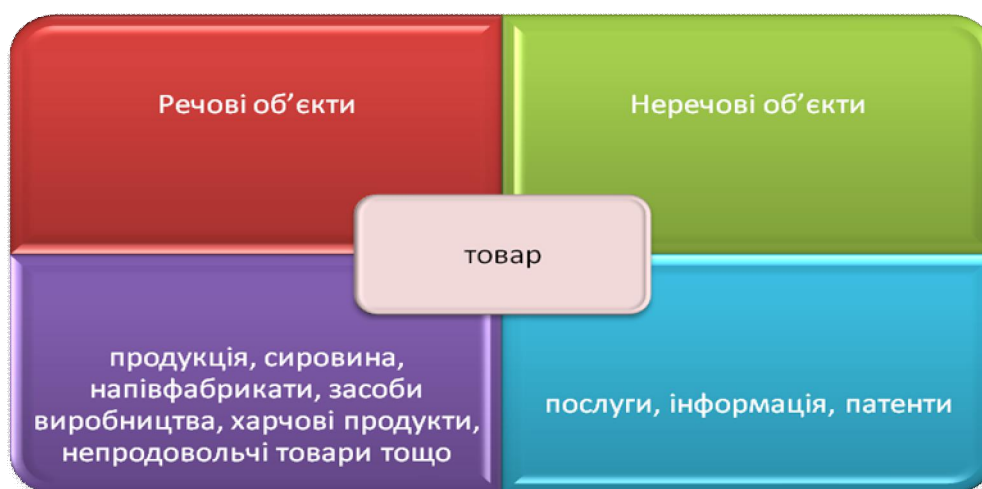 Речові об’єкти
Неречові об’єкти
товар
продукція, сировина,
напівфабрикати, засоби
виробництва, харчові продукти,
непродовольчі товари тощо
послуги, інформація, патенти